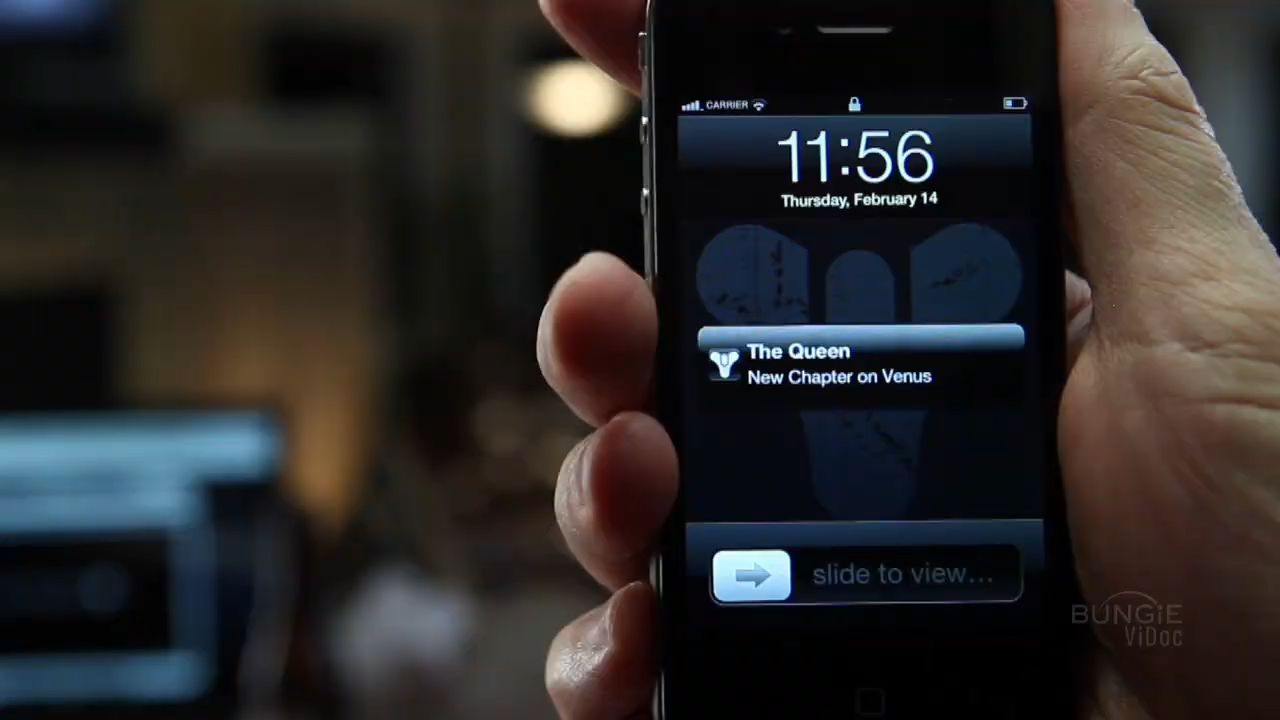 CARRIER
11:56
Thursday, February 14
The Queen
New Chapter on Venus
slide to view...
BUNGiE
ViDoc